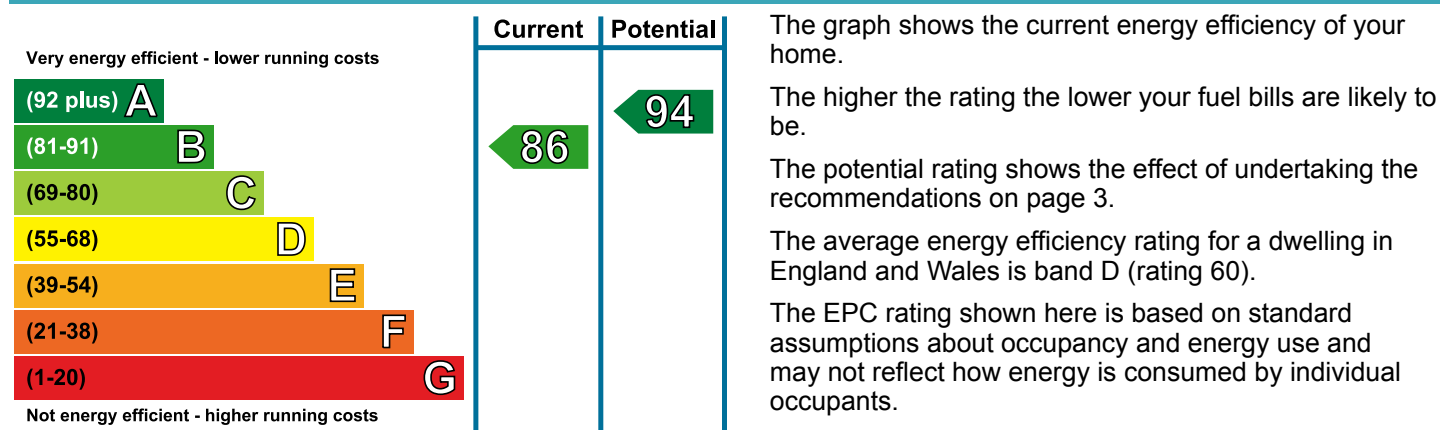 Current Potential
Very energy efficient - lower running costs
(92 plus) A
(81-91) B
(69-80) C
(55-68) D
(39-54) E
(21-38) F
(1-20) G
Not energy efficient - higher running costs
86
94
The graph shows the current energy efficiency of your
home.
The higher the rating the lower your fuel bills are likely to
be.
The potential rating shows the effect of undertaking the
recommendations on page 3.
The average energy efficiency rating for a dwelling in
England and Wales is band D (rating 60).
The EPC rating shown here is based on standard
assumptions about occupancy and energy use and
may not reflect how energy is consumed by individual
occupants.